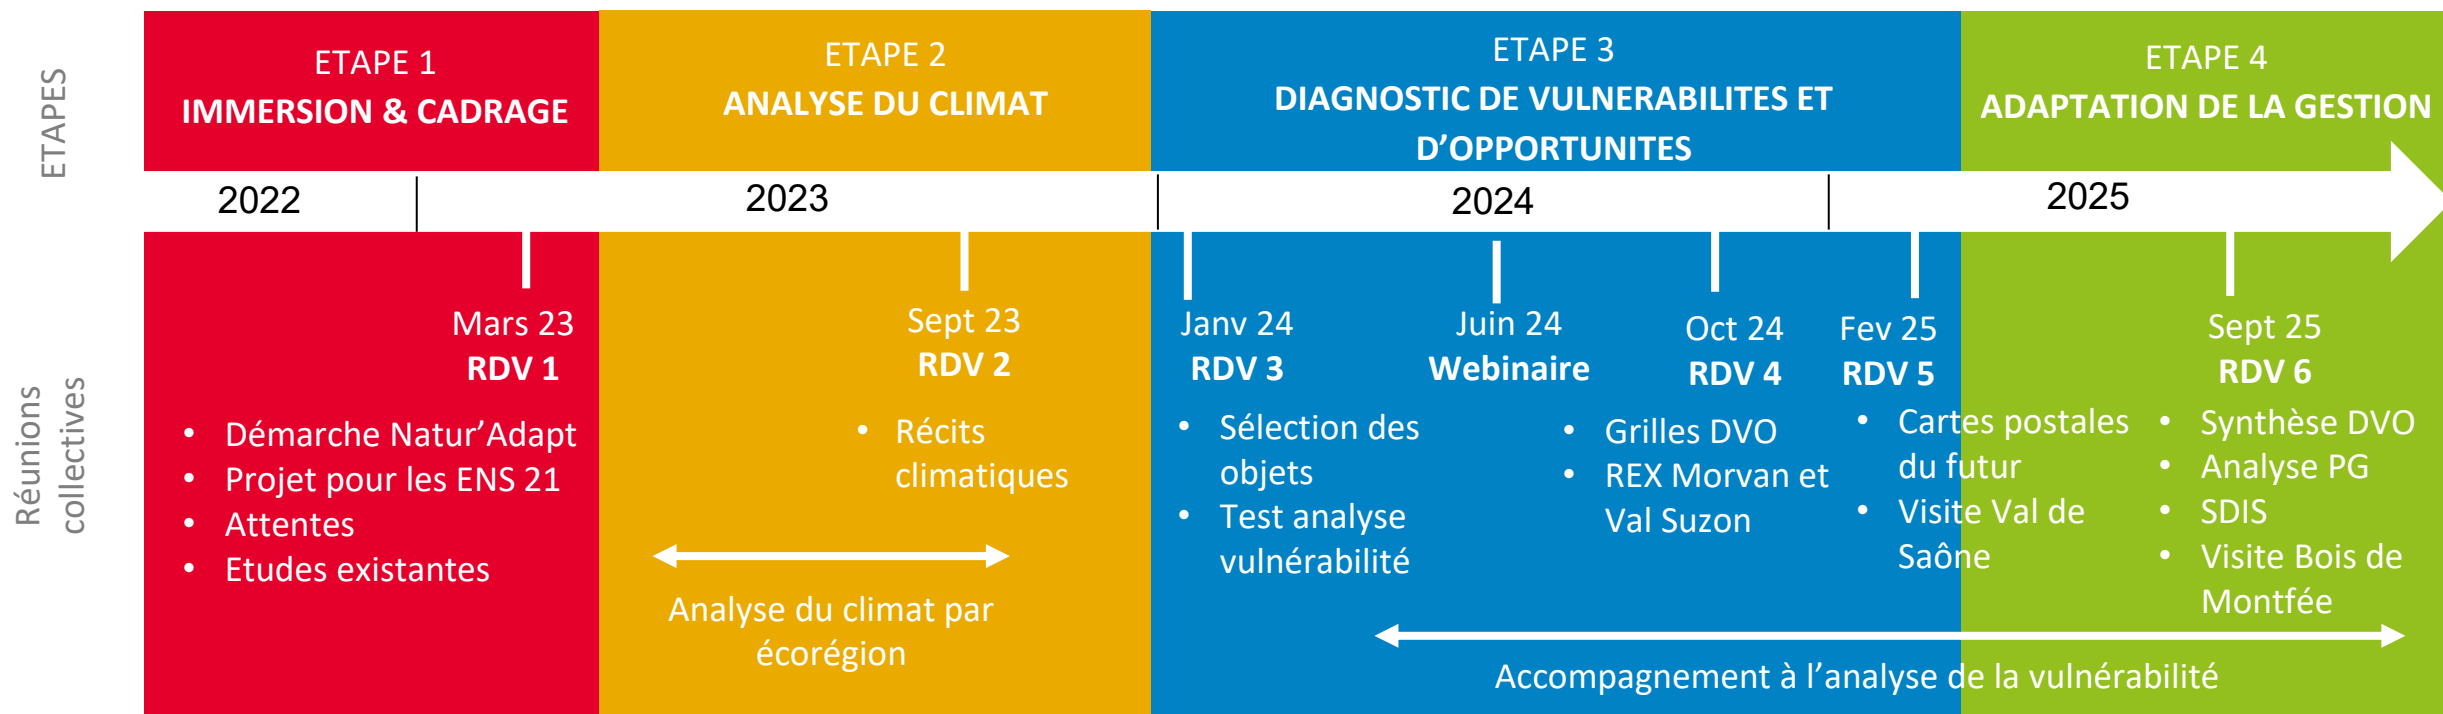 ETAPES
ETAPE 1
IMMERSION & CADRAGE
ETAPE 2
ANALYSE DU CLIMAT
ETAPE 3
DIAGNOSTIC DE VULNERABILITES ET
D’OPPORTUNITES
ETAPE 4
ADAPTATION DE LA GESTION
2022
2023
2024
2025
Réunions
collectives
Mars 23
RDV 1
• Démarche Natur’Adapt
• Projet pour les ENS 21
• Attentes
• Etudes existantes
Sept 23
RDV 2
• Récits
climatiques
Analyse du climat par
écorégion
Janv 24
RDV 3
• Sélection des
objets
• Test analyse
vulnérabilité
Juin 24
Webinaire
Oct 24
RDV 4
• Grilles DVO
• REX Morvan et
Val Suzon
Fev 25
RDV 5
• Cartes postales
du futur
• Visite Val de
Saône
Sept 25
RDV 6
• Synthèse DVO
• Analyse PG
• SDIS
• Visite Bois de
Montfée
Accompagnement à l’analyse de la vulnérabilité